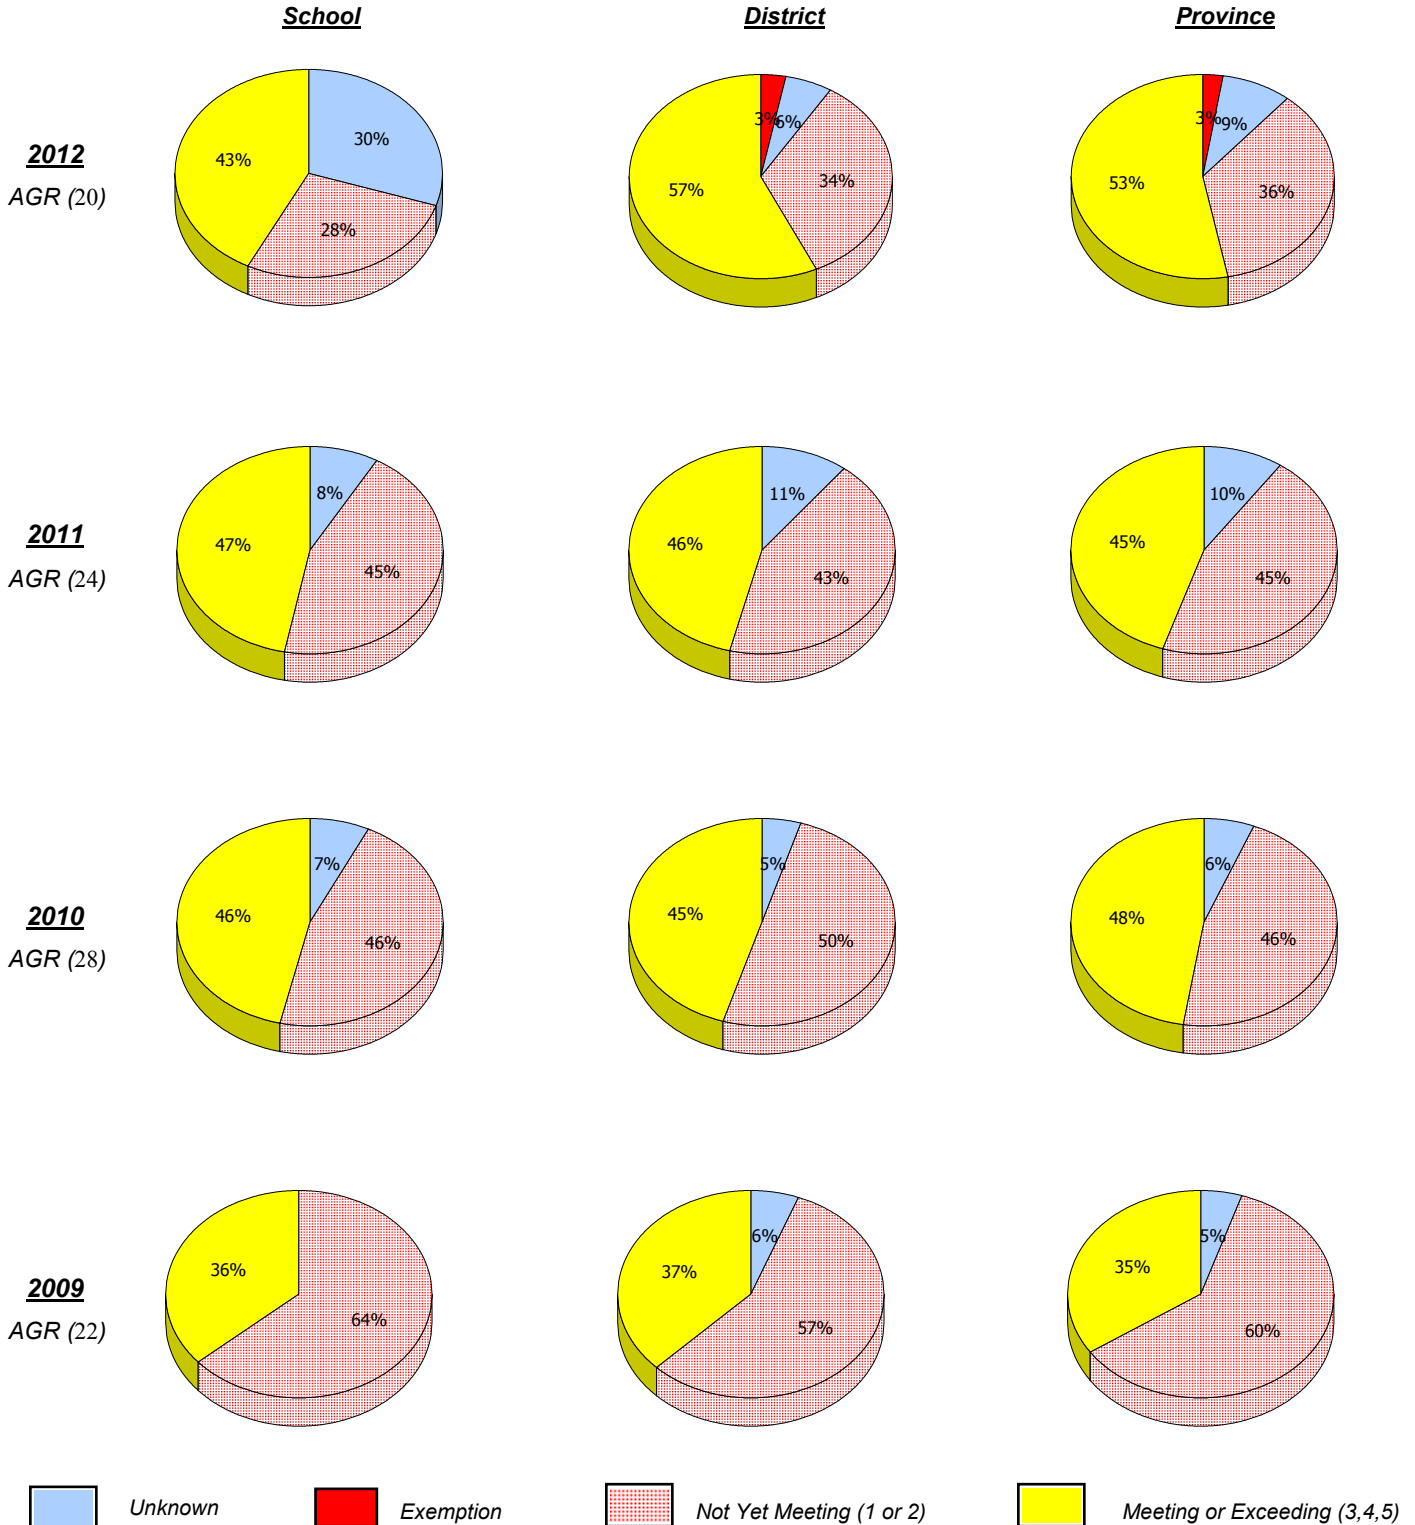 School District Province
2012
AGR (20)
43% 30% 28%
3% 6% 34% 57%
3% 9% 36% 53%
2011
AGR (24)
47% 8% 45%
46% 11% 43%
45% 10% 45%
2010
AGR (28)
46% 7% 46%
45% 5% 50%
48% 6% 46%
2009
AGR (22)
36% 64%
37% 6% 57%
35% 5% 60%
Unknown Exemption Not Yet Meeting (1 or 2) Meeting or Exceeding (3,4,5)